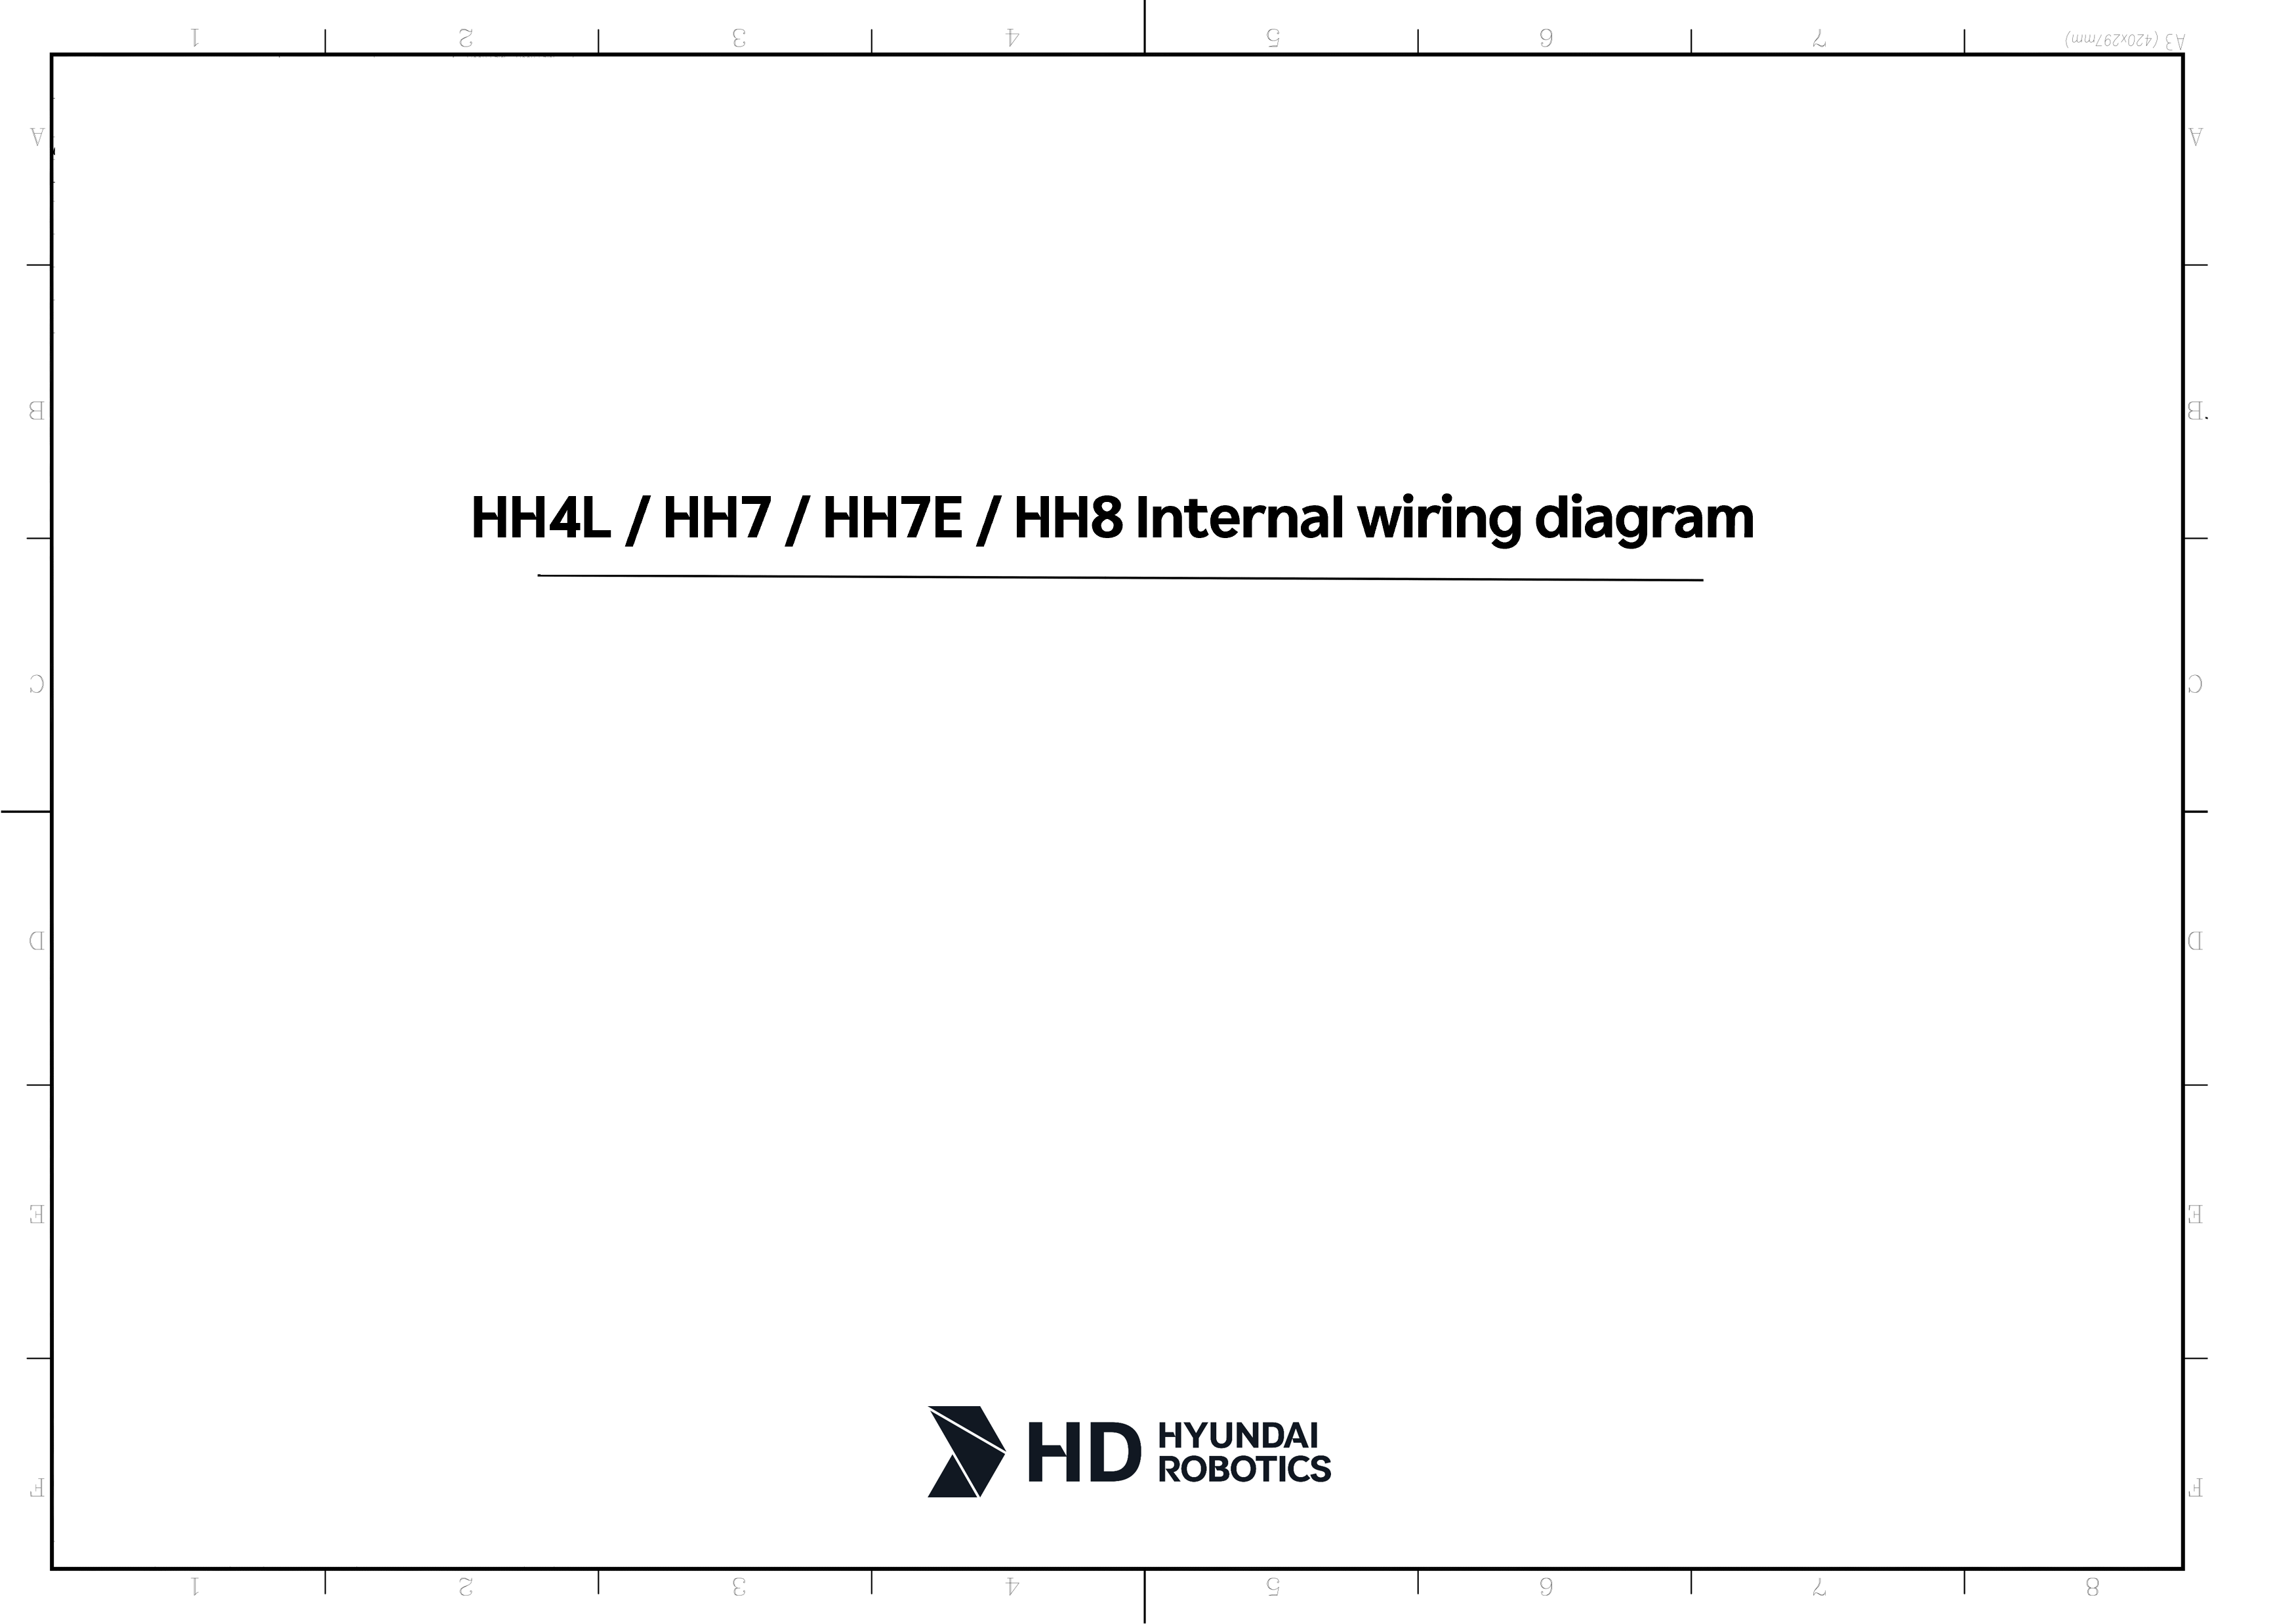 1 2 3 4 5 6 7 A3 (420x297mm)
A A
B B
HH4L / HH7 / HH7E / HH8 Internal wiring diagram
C C
D D
E E
HD HYUNDAI
ROBOTICS
F F
1 2 3 4 5 6 7 8